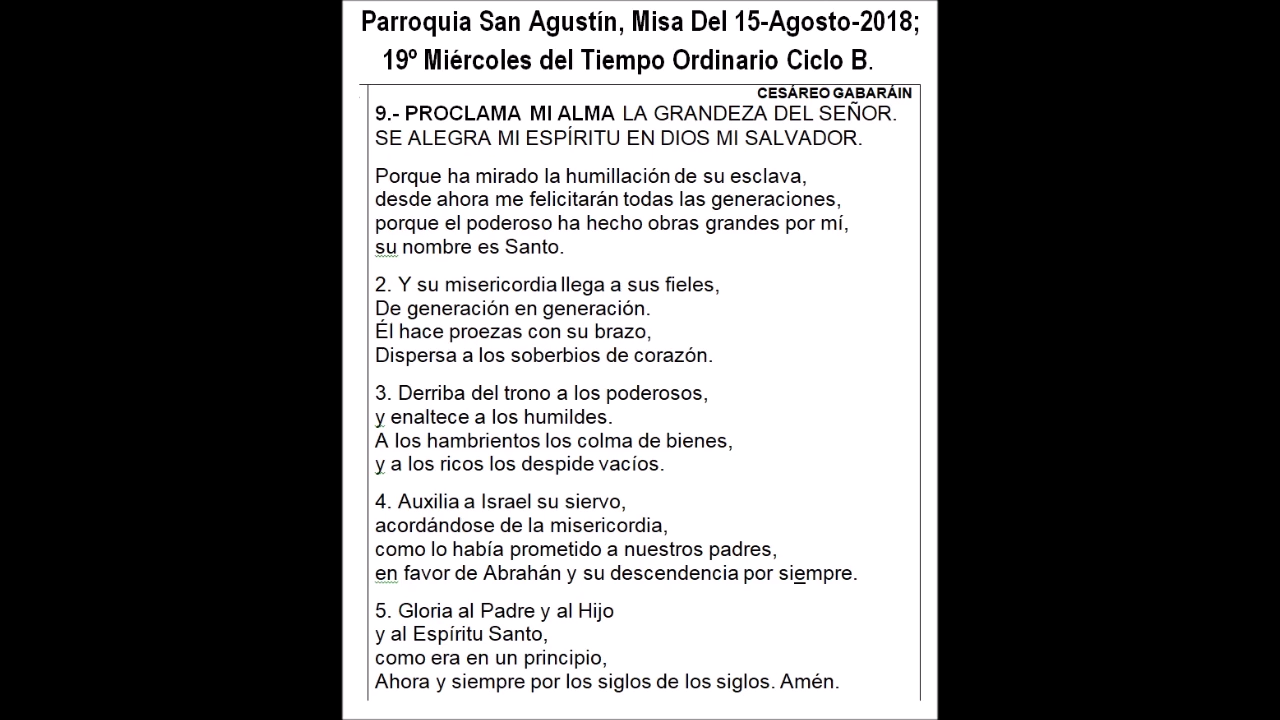 Parroquia San Agustín, Misa Del 15-Agosto-2018;
19º Miércoles del Tiempo Ordinario Ciclo B.
CESÁREO GABARÁIN
9.- PROCLAMA MI ALMA LA GRANDEZA DEL SEÑOR.
SE ALEGRA MI ESPÍRITU EN DIOS MI SALVADOR.
Porque ha mirado la humillación de su esclava,
desde ahora me felicitarán todas las generaciones,
porque el poderoso ha hecho obras grandes por mí,
su nombre es Santo.
2. Y su misericordia llega a sus fieles,
De generación en generación.
Él hace proezas con su brazo,
Dispersa a los soberbios de corazón.
3. Derriba del trono a los poderosos,
y enaltece a los humildes.
A los hambrientos los colma de bienes,
y a los ricos los despide vacíos.
4. Auxilia a Israel su siervo,
acordándose de la misericordia,
como lo había prometido a nuestros padres,
en favor de Abrahán y su descendencia por siempre.
5. Gloria al Padre y al Hijo
y al Espíritu Santo,
como era en un principio,
Ahora y siempre por los siglos de los siglos. Amén.